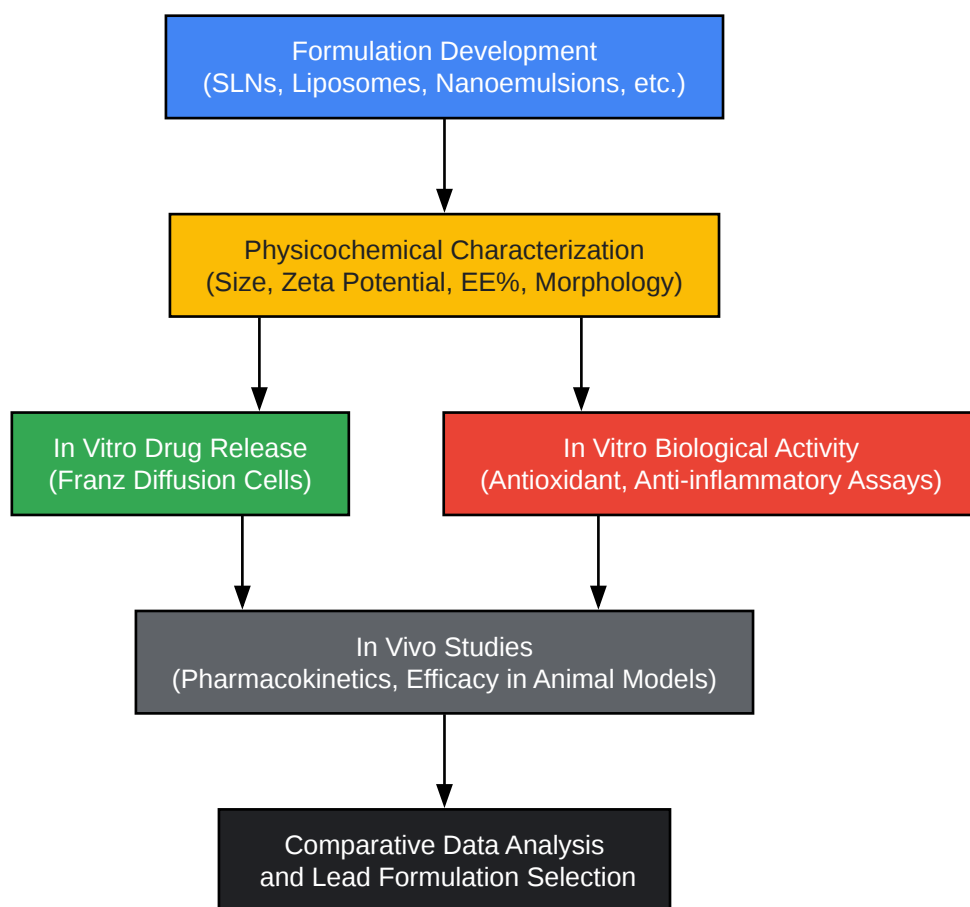 Formulation Development
(SLNs, Liposomes, Nanoemulsions, etc.)
Physicochemical Characterization
(Size, Zeta Potential, EE%, Morphology)
In Vitro Drug Release
(Franz Diffusion Cells)
In Vitro Biological Activity
(Antioxidant, Anti-inflammatory Assays)
In Vivo Studies
(Pharmacokinetics, Efficacy in Animal Models)
Comparative Data Analysis
and Lead Formulation Selection